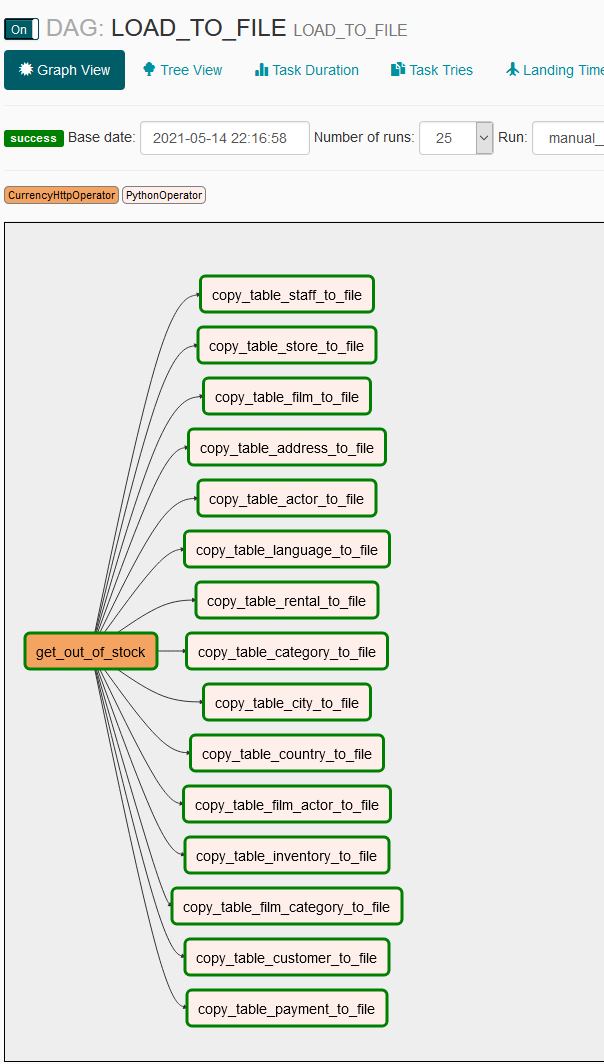 On DAG: LOAD_TO_FILE LOAD_TO_FILE
Graph View Tree View Task Duration Task Tries Landing Time
success Base date: 2021-05-14 22:16:58 Number of runs: 25 Run: manual_
CurrencyHttpOperator PythonOperator
copy_table_staff_to_file
copy_table_store_to_file
copy_table_film_to_file
copy_table_address_to_file
copy_table_actor_to_file
copy_table_language_to_file
copy_table_rental_to_file
get_out_of_stock copy_table_category_to_file
copy_table_city_to_file
copy_table_country_to_file
copy_table_film_actor_to_file
copy_table_inventory_to_file
copy_table_film_category_to_file
copy_table_customer_to_file
copy_table_payment_to_file